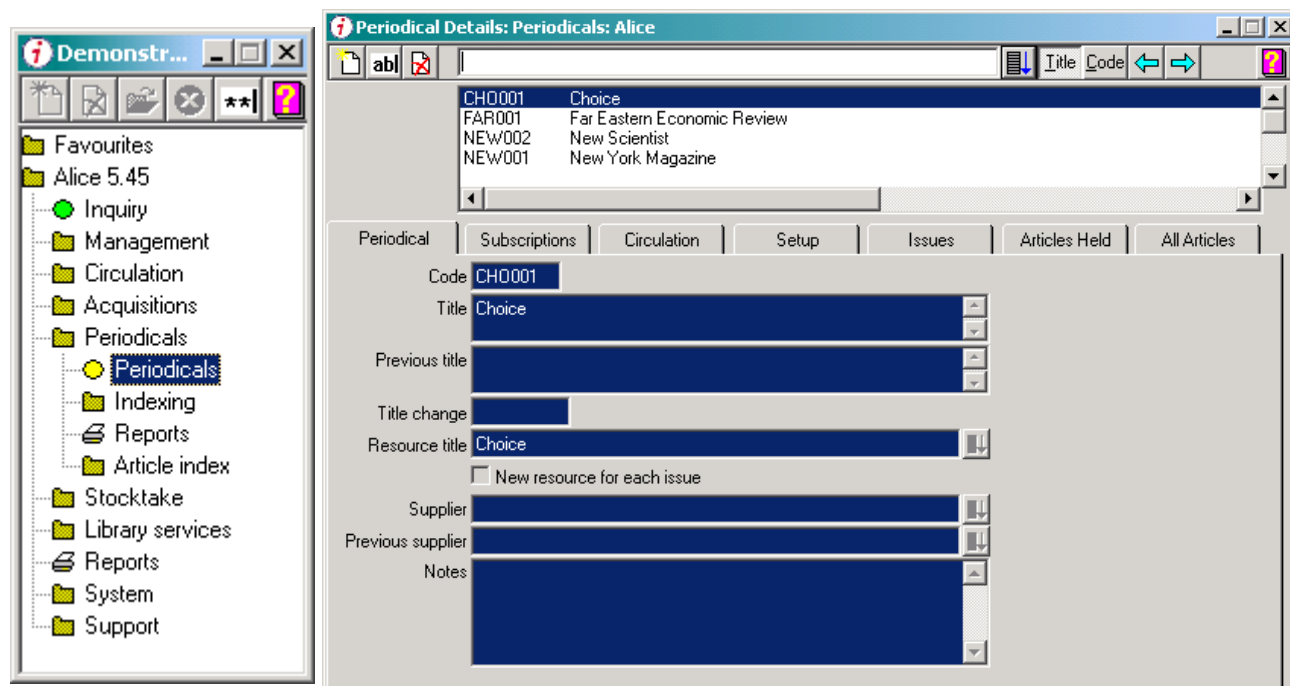 Demonstr...
**|
?
Favourites
Alice 5.45
Inquiry
Management
Circulation
Acquisitions
Periodicals
Periodicals
Indexing
Reports
Article index
Stocktake
Library services
Reports
System
Support
Periodical Details: Periodicals: Alice
ab| Title Code ?
CHO001 Choice
FAR001 Far Eastern Economic Review
NEW002 New Scientist
NEW001 New York Magazine
Periodical Subscriptions Circulation Setup Issues Articles Held All Articles
Code CHO001
Title Choice
Previous title
Title change
Resource title Choice
New resource for each issue
Supplier
Previous supplier
Notes